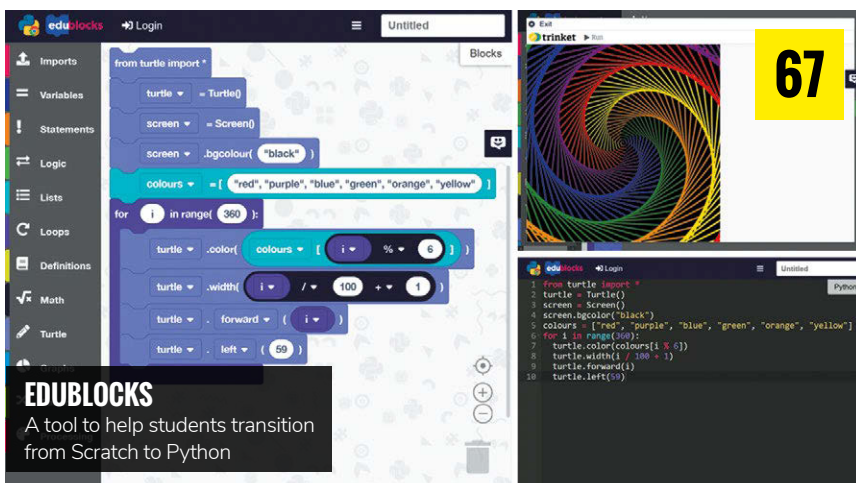 edublocks
Login
Untitled
Imports
Variables
Statements
Logic
Lists
Loops
Definitions
Math
Turtle
Graphs
Processing
Blocks
from turtle import *
turtle = Turtle()
screen = Screen()
screen .bgcolour( "black" )
colours = [ "red", "purple", "blue", "green", "orange", "yellow" ]
for i in range( 360 ):
turtle .color( colours [ i % 6 ] )
turtle .width( i / 100 + 1 )
turtle . forward ( i )
turtle . left ( 59 )
EDUBLOCKS
A tool to help students transition
from Scratch to Python
Exit
trinket Run
67
edublocks Login Untitled
Python
1 from turtle import *
2 turtle = Turtle()
3 screen = Screen()
4 screen.bgcolor("black")
5 colours = ["red", "purple", "blue", "green", "orange", "yellow"]
6 for i in range(360):
7 turtle.color(colours[i % 6])
8 turtle.width(i / 100 + 1)
9 turtle.forward(i)
10 turtle.left(59)